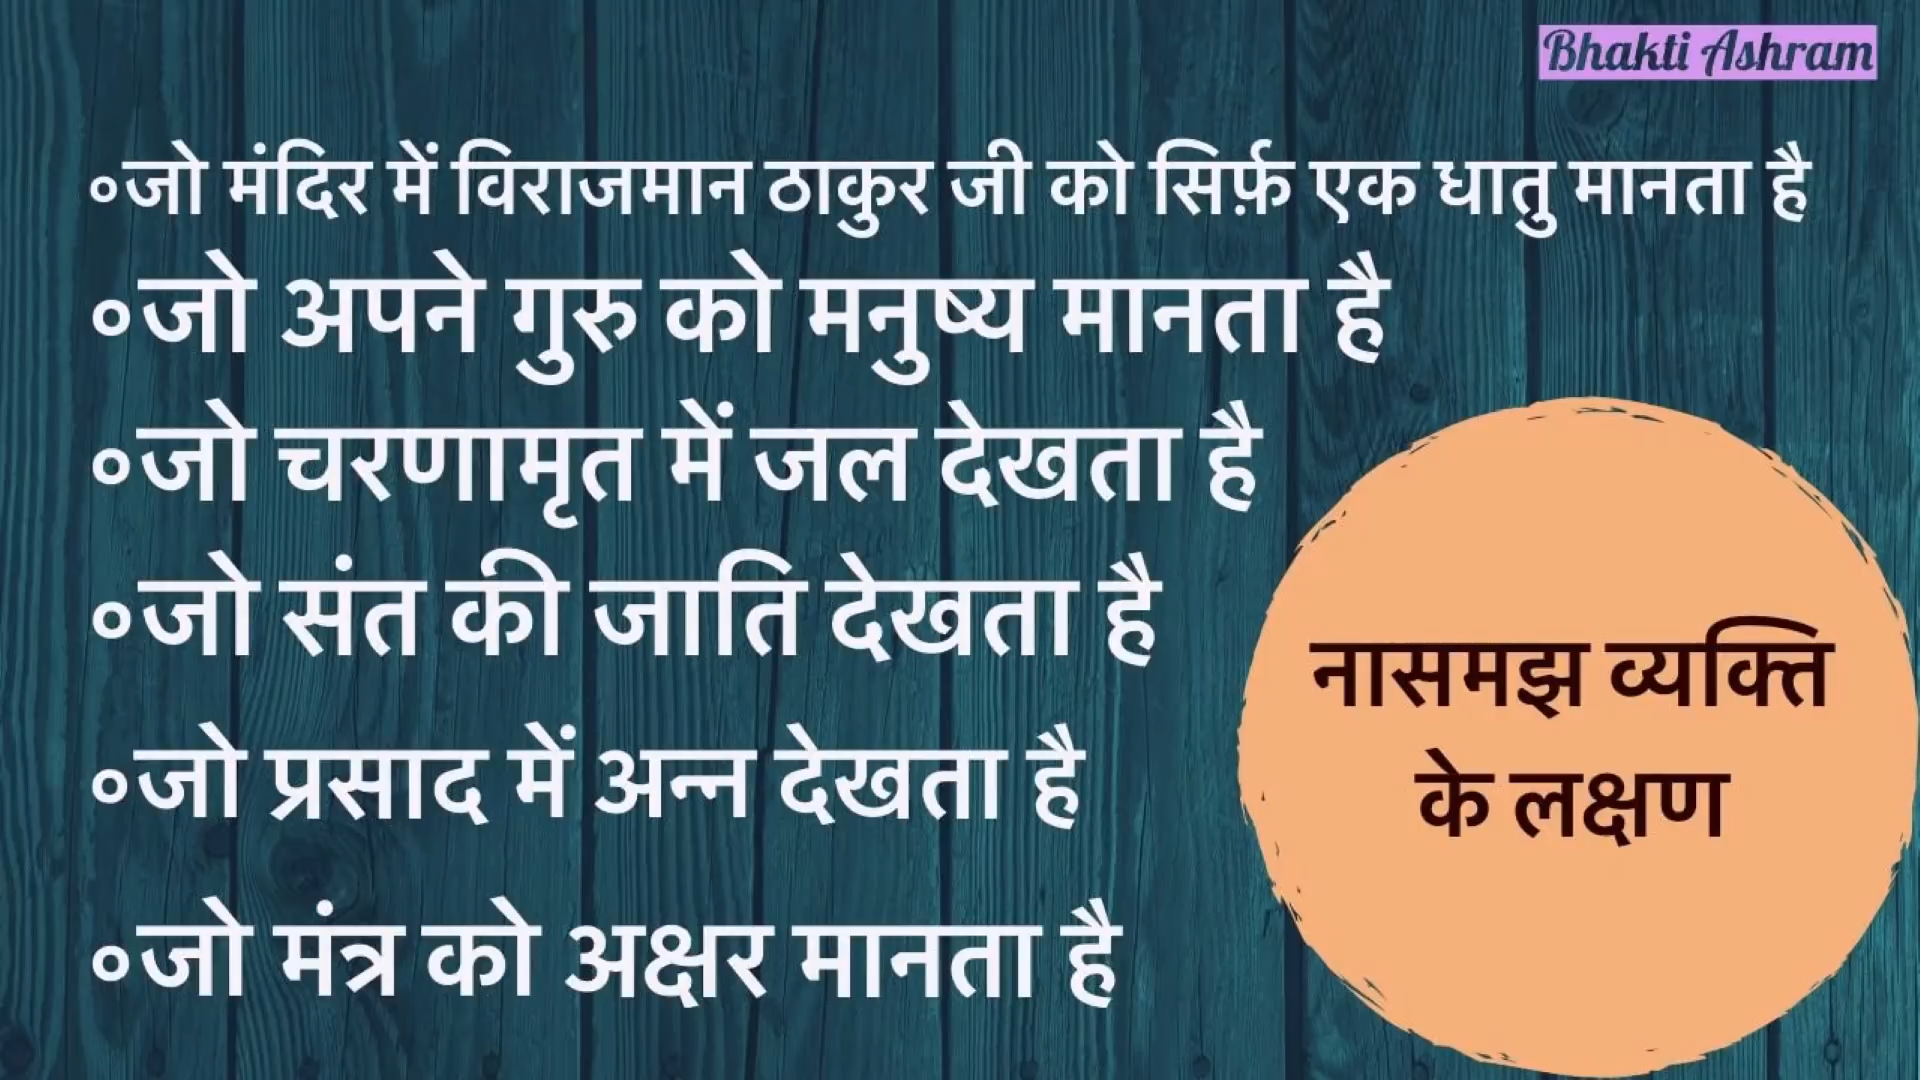 Bhakti Ashram
•जो मंदिर में विराजमान ठाकुर जी को सिर्फ़ एक धातु मानता है
•जो अपने गुरु को मनुष्य मानता है
•जो चरणामृत में जल देखता है
•जो संत की जाति देखता है
•जो प्रसाद में अन्न देखता है
•जो मंत्र को अक्षर मानता है
नासमझ व्यक्ति
के लक्षण